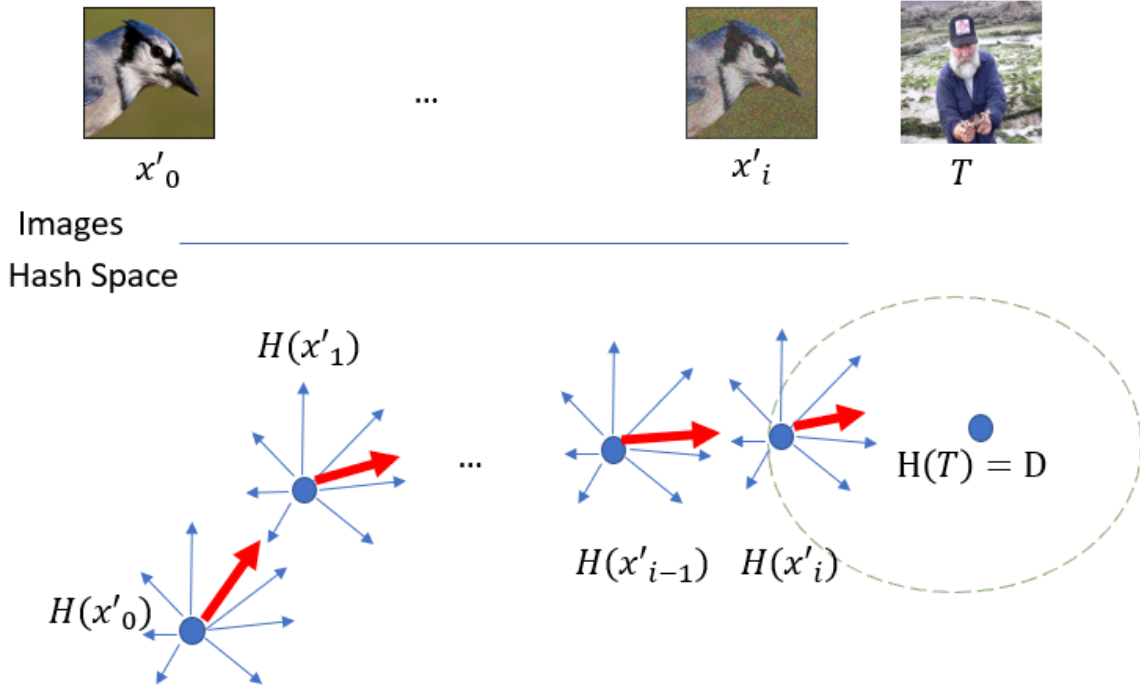 ...
x′₀
x′ᵢ
T
Images
Hash Space
H(x′₁)
...
H(T) = D
H(x′ᵢ₋₁)
H(x′ᵢ)
H(x′₀)